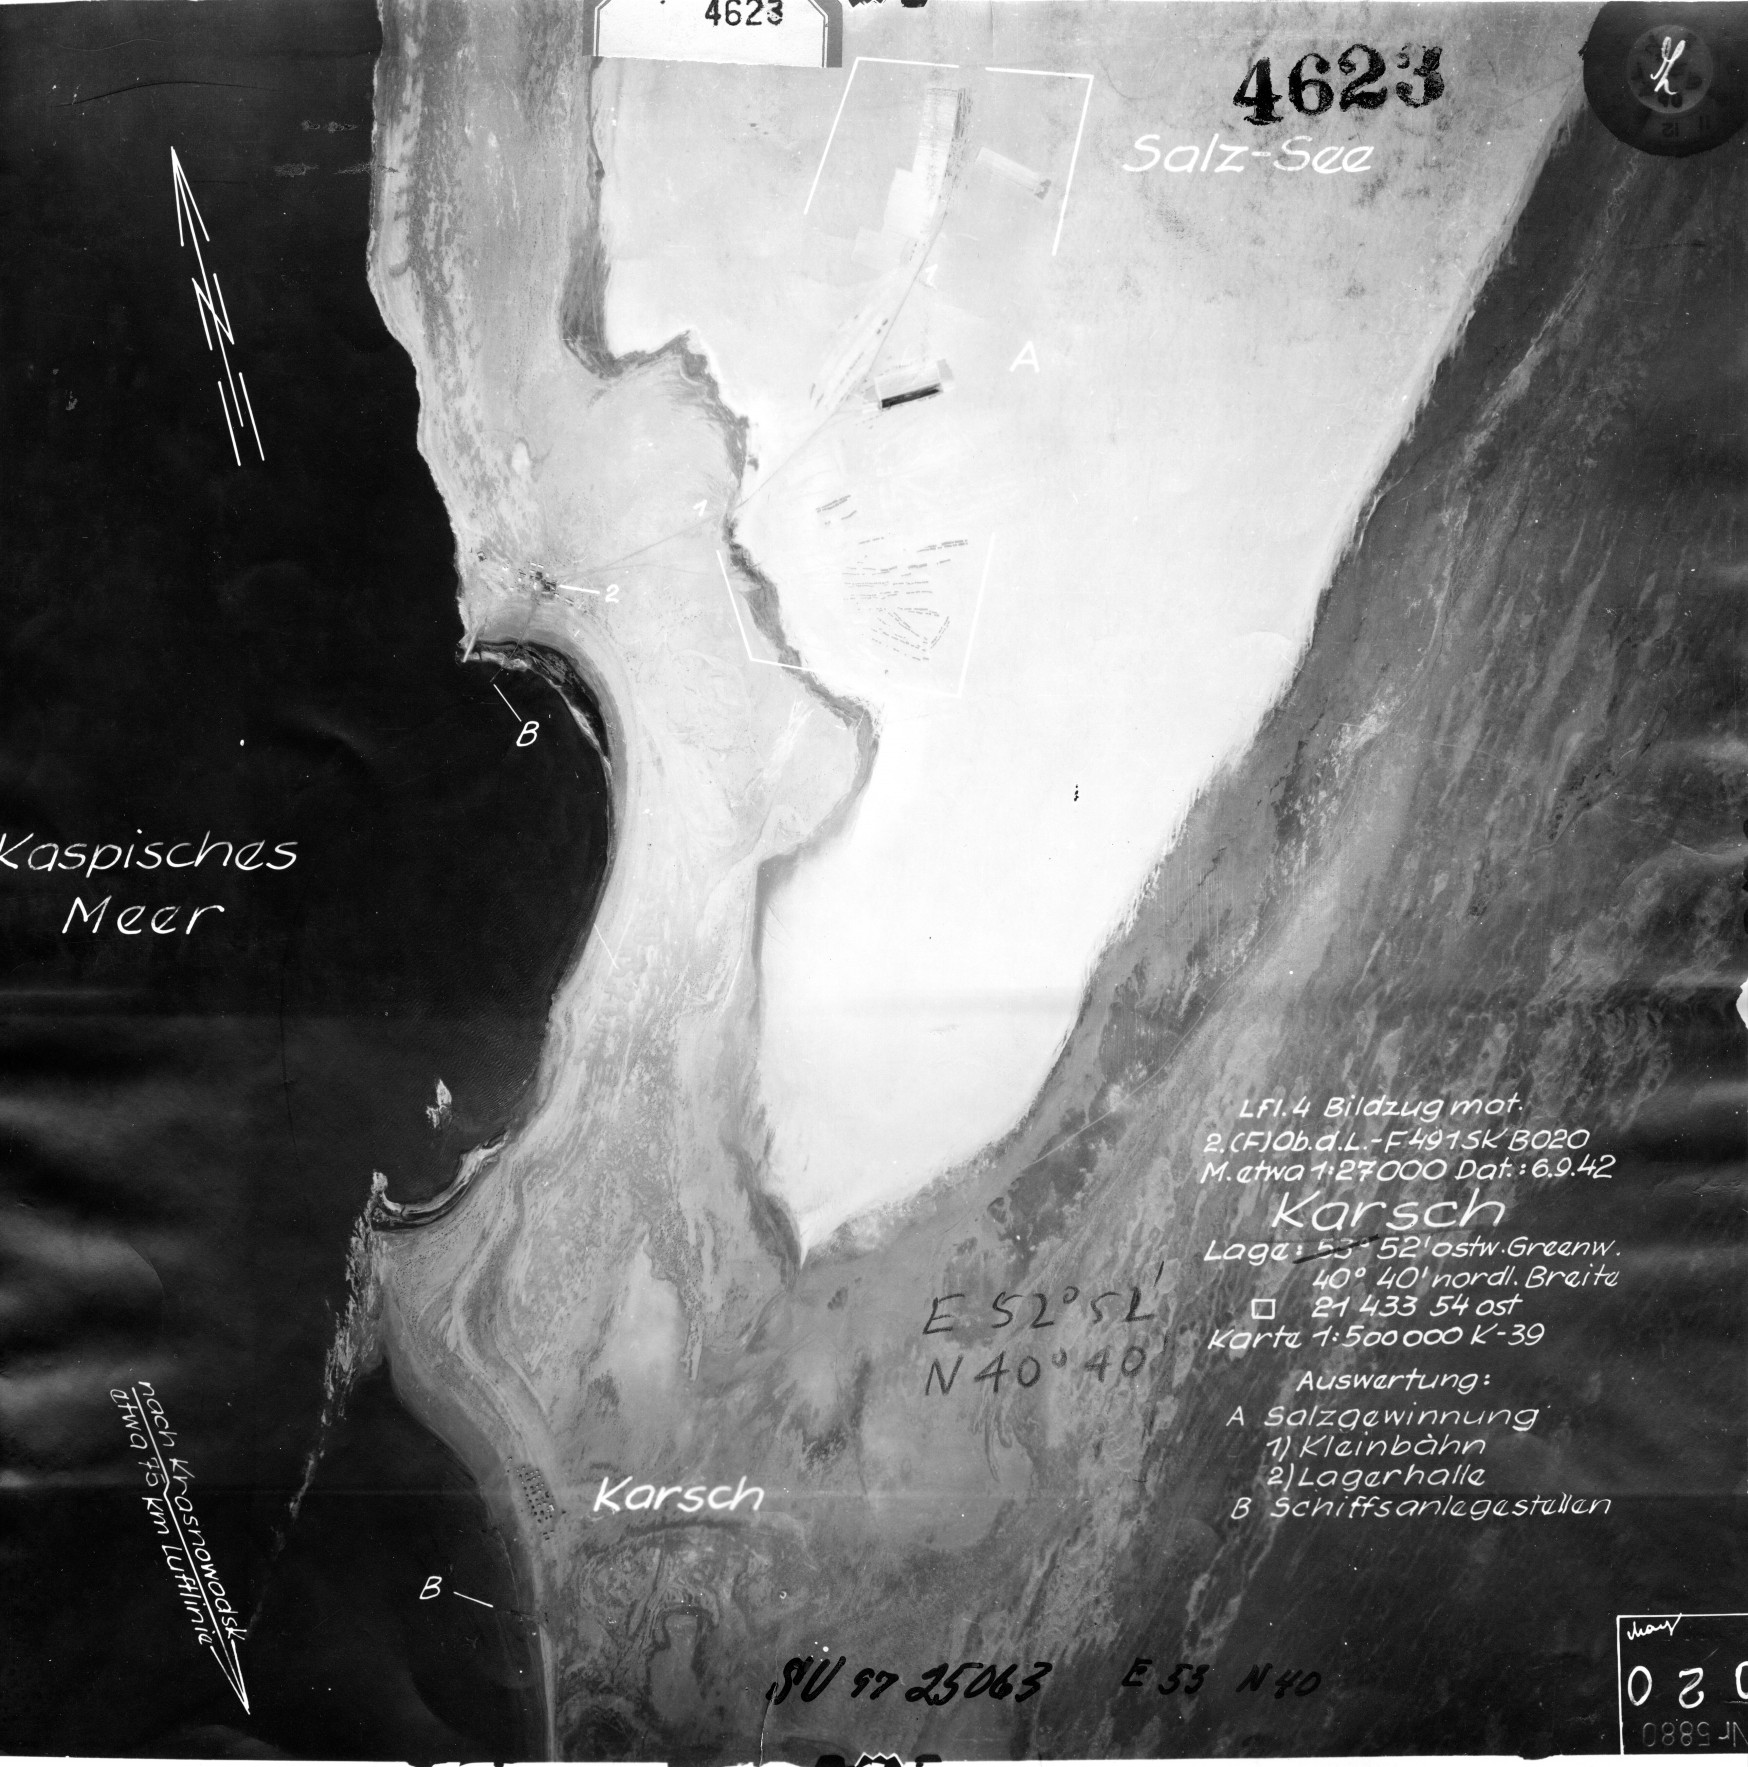 4623
4623
Salz-See
N
1
A
1
2
B
Kaspisches
Meer
Lfl. 4 Bildzug mot.
2.(F)Ob.d.L.-F491SK B020
M. etwa 1:27000 Dat.: 6.9.42
Karsch
Lage: 53° 52' ostw. Greenw.
40° 40' nordl. Breite
□ 21 433 54 ost
Karte 1:500000 K-39
E 52° 52'
N 40° 40'
Auswertung:
A Salzgewinnung
1) Kleinbahn
2) Lagerhalle
B Schiffsanlegestellen
nach Krasnowodsk
etwa 75 km Luftlinie
Karsch
B
SU 97 25063 E 53 N 40
020
Nr 5880